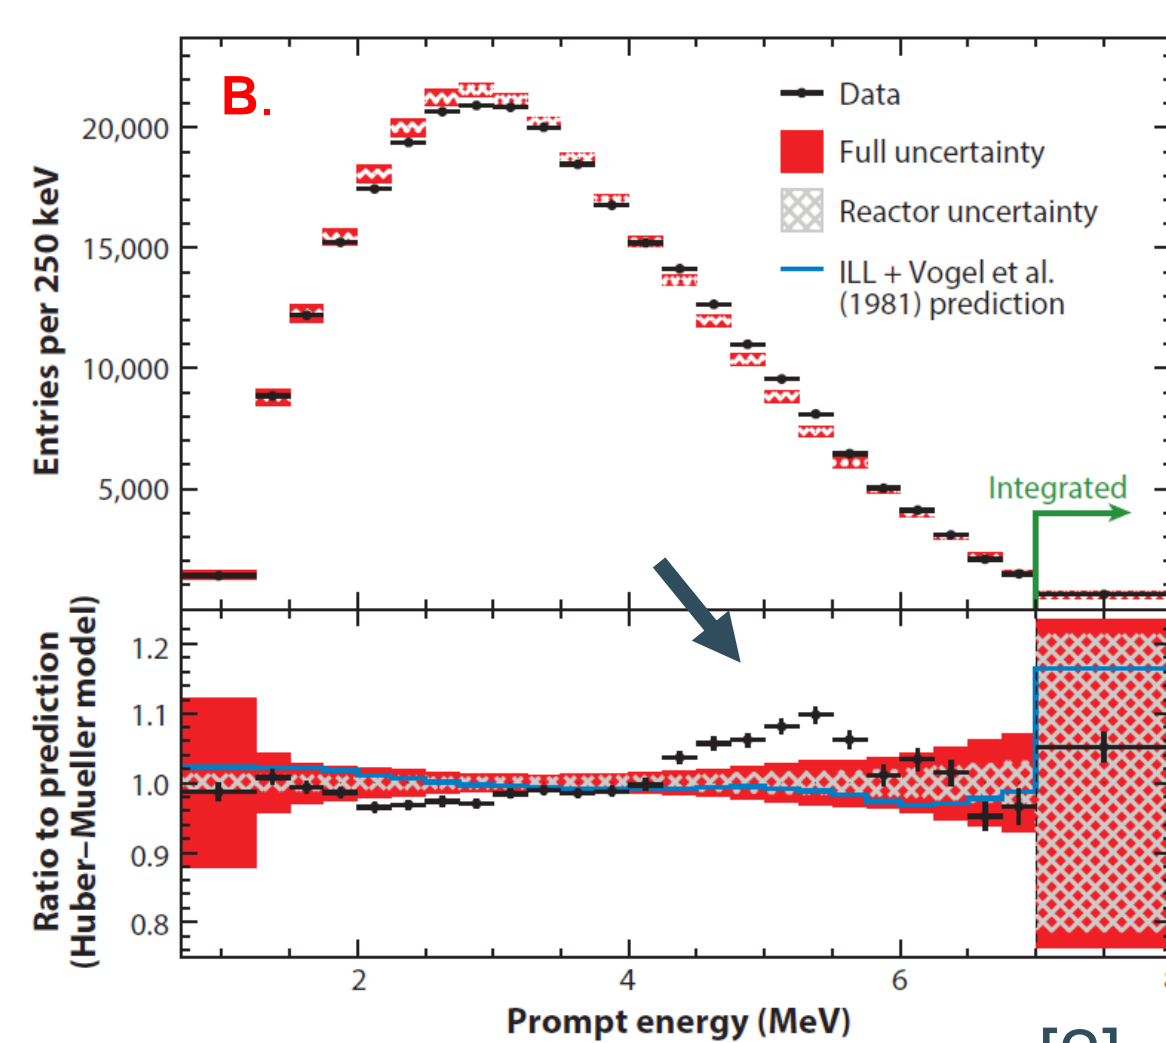 B.
Data
Full uncertainty
Reactor uncertainty
ILL + Vogel et al.
(1981) prediction
Entries per 250 keV
20,000
15,000
10,000
5,000
Integrated
Ratio to prediction
(Huber–Mueller model)
1.2
1.1
1.0
0.9
0.8
2
4
6
Prompt energy (MeV)